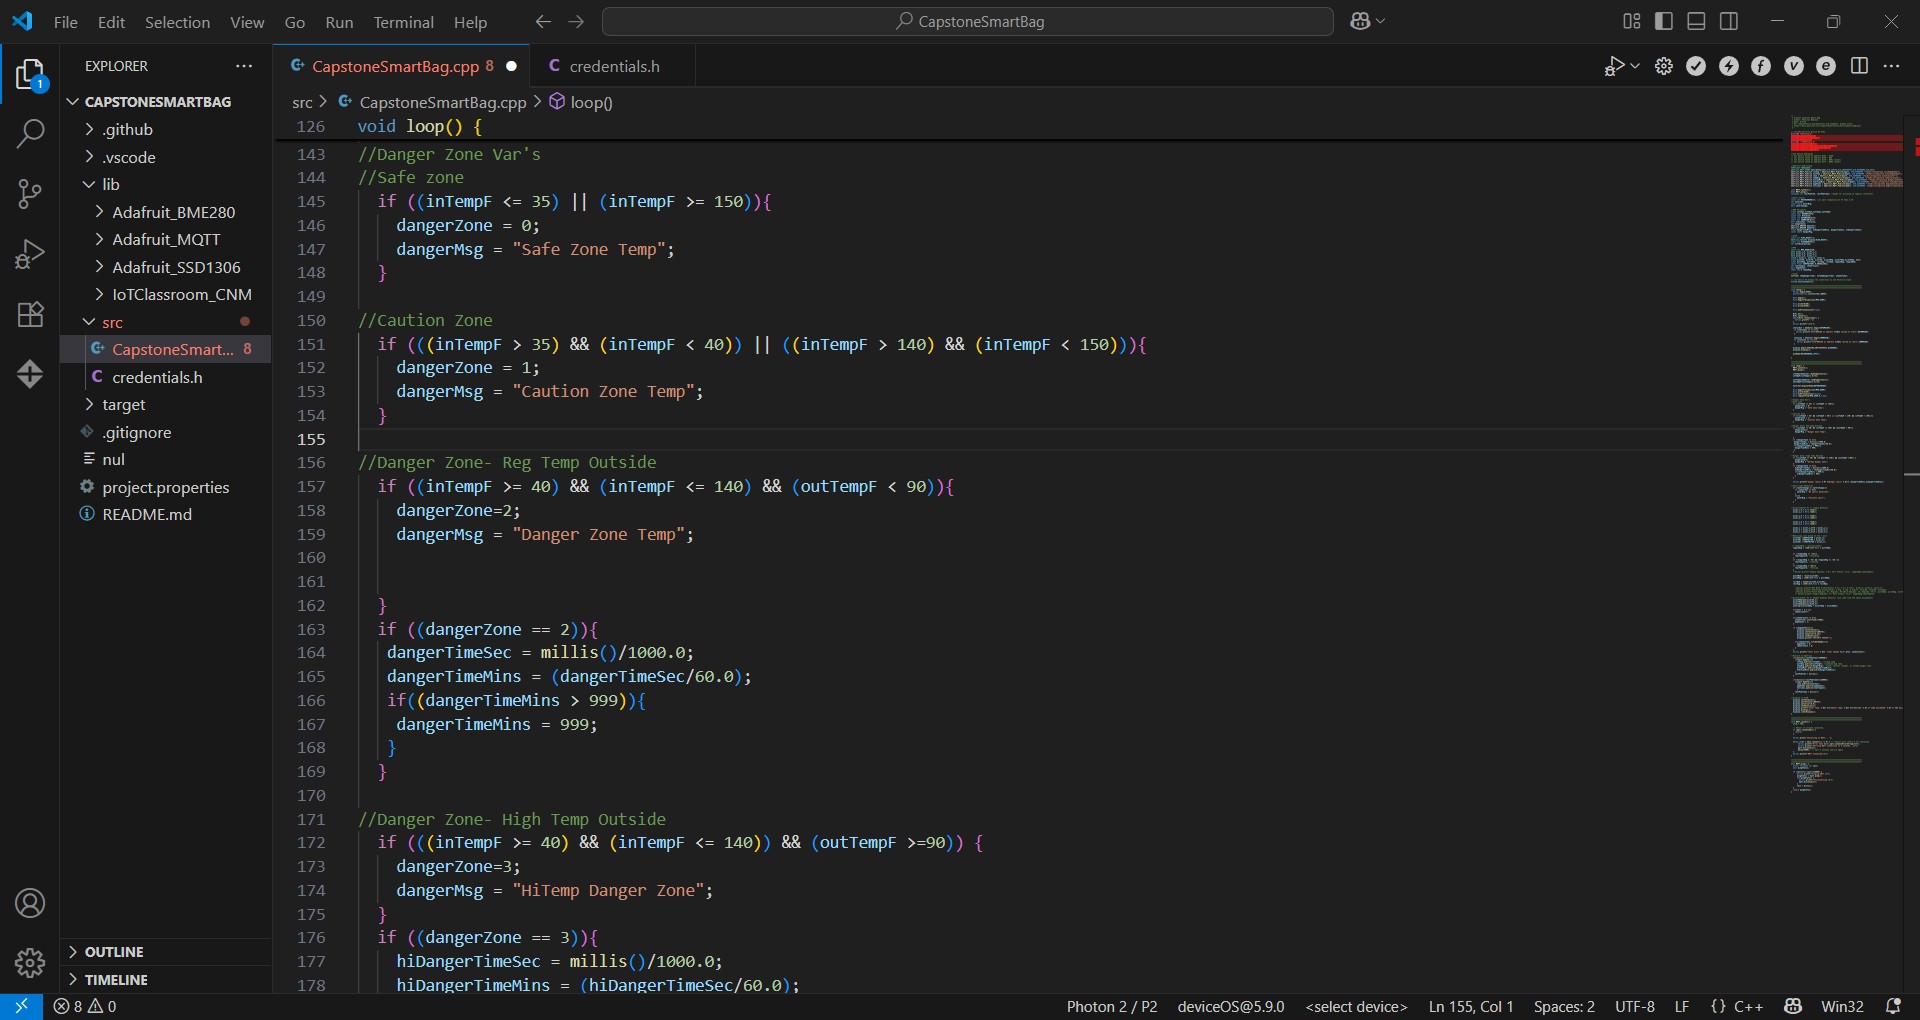 File Edit Selection View Go Run Terminal Help
CapstoneSmartBag
EXPLORER
CAPSTONESMARTBAG
.github
.vscode
lib
Adafruit_BME280
Adafruit_MQTT
Adafruit_SSD1306
IoTClassroom_CNM
src
CapstoneSmart... 8
credentials.h
target
.gitignore
nul
project.properties
README.md
OUTLINE
TIMELINE
1
CapstoneSmartBag.cpp 8
credentials.h
src > CapstoneSmartBag.cpp > loop()
126 void loop() {
143 //Danger Zone Var's
144 //Safe zone
145 if ((inTempF <= 35) || (inTempF >= 150)){
146 dangerZone = 0;
147 dangerMsg = "Safe Zone Temp";
148 }
149
150 //Caution Zone
151 if (((inTempF > 35) && (inTempF < 40)) || ((inTempF > 140) && (inTempF < 150))){
152 dangerZone = 1;
153 dangerMsg = "Caution Zone Temp";
154 }
155
156 //Danger Zone- Reg Temp Outside
157 if ((inTempF >= 40) && (inTempF <= 140) && (outTempF < 90)){
158 dangerZone=2;
159 dangerMsg = "Danger Zone Temp";
160
161
162 }
163 if ((dangerZone == 2)){
164 dangerTimeSec = millis()/1000.0;
165 dangerTimeMins = (dangerTimeSec/60.0);
166 if((dangerTimeMins > 999)){
167 dangerTimeMins = 999;
168 }
169 }
170
171 //Danger Zone- High Temp Outside
172 if (((inTempF >= 40) && (inTempF <= 140)) && (outTempF >=90)) {
173 dangerZone=3;
174 dangerMsg = "HiTemp Danger Zone";
175 }
176 if ((dangerZone == 3)){
177 hiDangerTimeSec = millis()/1000.0;
178 hiDangerTimeMins = (hiDangerTimeSec/60.0);
8 0
Photon 2 / P2 deviceOS@5.9.0 <select device> Ln 155, Col 1 Spaces: 2 UTF-8 LF {} C++ Win32